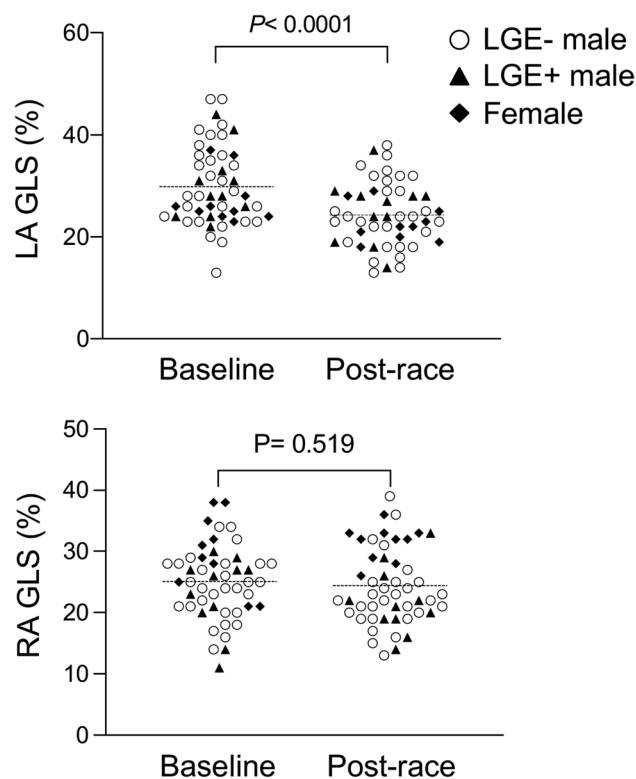 P< 0.0001
LGE- male
LGE+ male
Female
60
40
20
0
LA GLS (%)
Baseline Post-race
P= 0.519
50
40
30
20
10
0
RA GLS (%)
Baseline Post-race